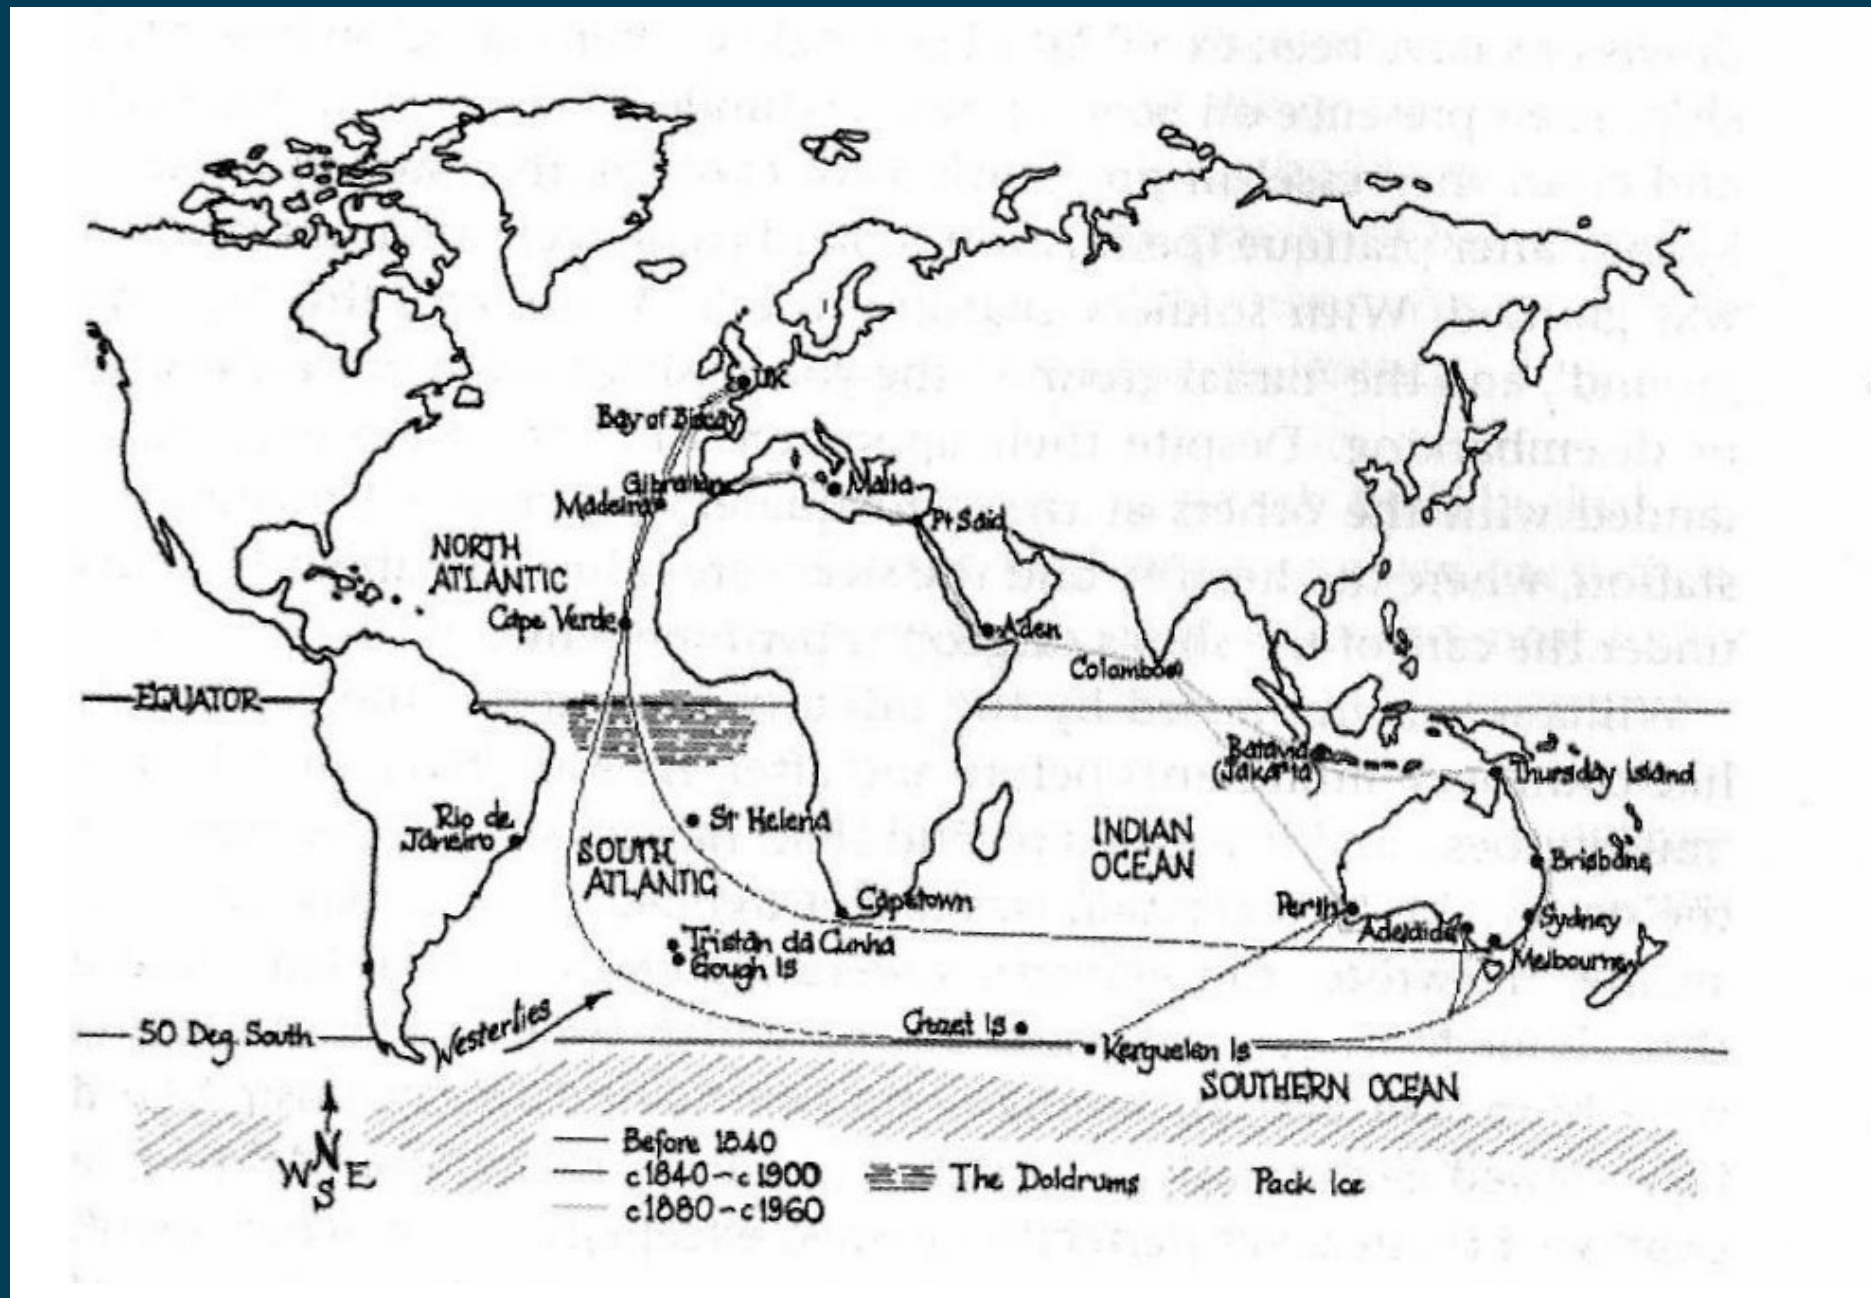 UK
Bay of Biscay
Gibraltar
Madeira
Malta
Pt Said
NORTH
ATLANTIC
Cape Verde
Aden
Colombo
EQUATOR
Batavia
(Jakarta)
Thursday Island
Rio de
Janeiro
St Helena
SOUTH
ATLANTIC
INDIAN
OCEAN
Brisbane
Capetown
Perth
Adelaide
Sydney
Melbourne
Tristan da Cunha
Gough Is
Westerlies
50 Deg South
Kerguelen Is
SOUTHERN OCEAN
N
W E
S
Before 1840
c1840-c1900
c1880-c1960
The Doldrums
Pack Ice